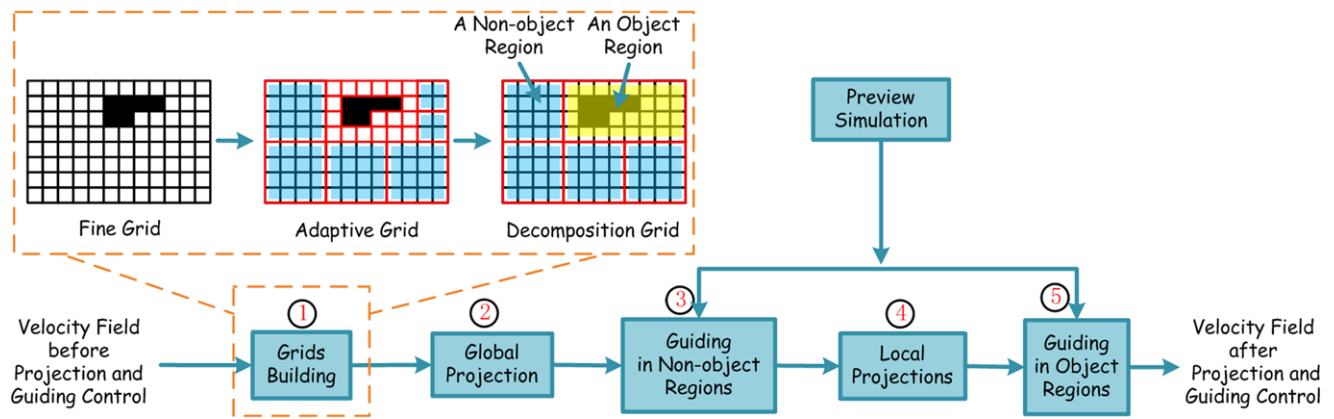 A Non-object
Region
An Object
Region
Fine Grid
Adaptive Grid
Decomposition Grid
Preview
Simulation
Velocity Field
before
Projection and
Guiding Control
1
Grids
Building
2
Global
Projection
3
Guiding
in Non-object
Regions
4
Local
Projections
5
Guiding
in Object
Regions
Velocity Field
after
Projection and
Guiding Control